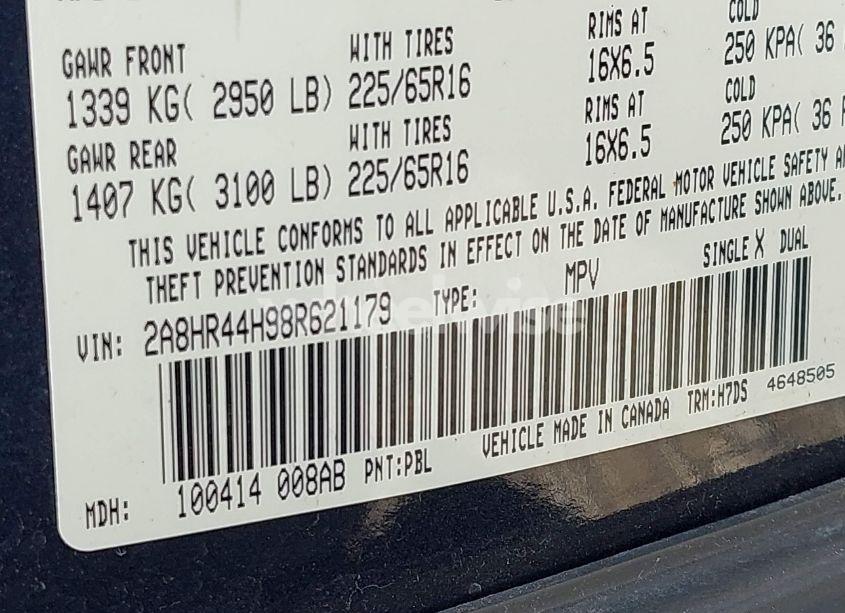 GAWR FRONT WITH TIRES RIMS AT COLD
1339 KG( 2950 LB) 225/65R16 16X6.5 250 KPA( 36
GAWR REAR WITH TIRES RIMS AT COLD
1407 KG( 3100 LB) 225/65R16 16X6.5 250 KPA( 36
THIS VEHICLE CONFORMS TO ALL APPLICABLE U.S.A. FEDERAL MOTOR VEHICLE SAFETY
THEFT PREVENTION STANDARDS IN EFFECT ON THE DATE OF MANUFACTURE SHOWN ABOVE.
VIN: 2A8HR44H98R621179 TYPE: MPV SINGLE X DUAL
VEHICLE MADE IN CANADA TRM:H7DS 4648505
MDH: 100414 008AB PNT:PBL